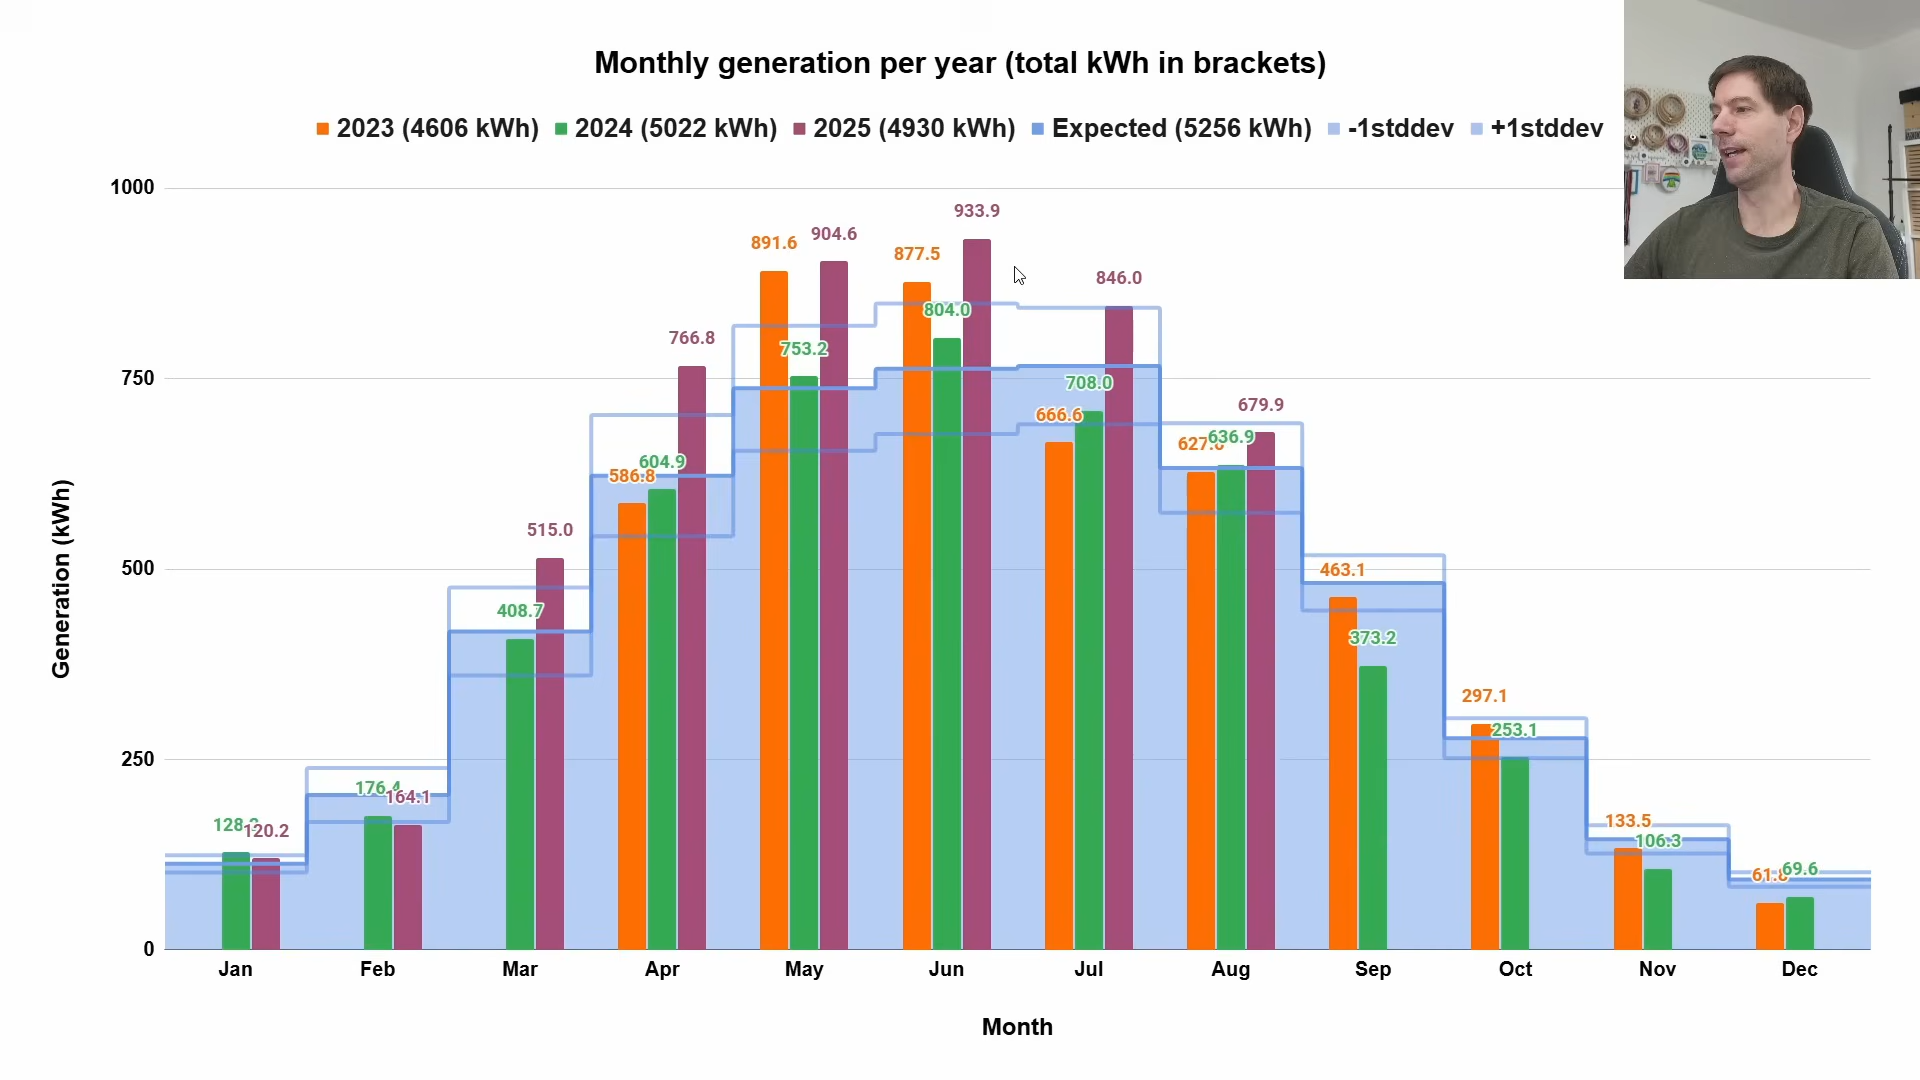 Monthly generation per year (total kWh in brackets)
2023 (4606 kWh) 2024 (5022 kWh) 2025 (4930 kWh) Expected (5256 kWh) -1stddev +1stddev
1000
750
500
250
0
Generation (kWh)
120.2
176.4 164.1
408.7 515.0
586.8 604.9 766.8
891.6 753.2 904.6
877.5 804.0 933.9
666.6 708.0 846.0
636.9 679.9
463.1 373.2
297.1 253.1
133.5 106.3
69.6
Jan Feb Mar Apr May Jun Jul Aug Sep Oct Nov Dec
Month